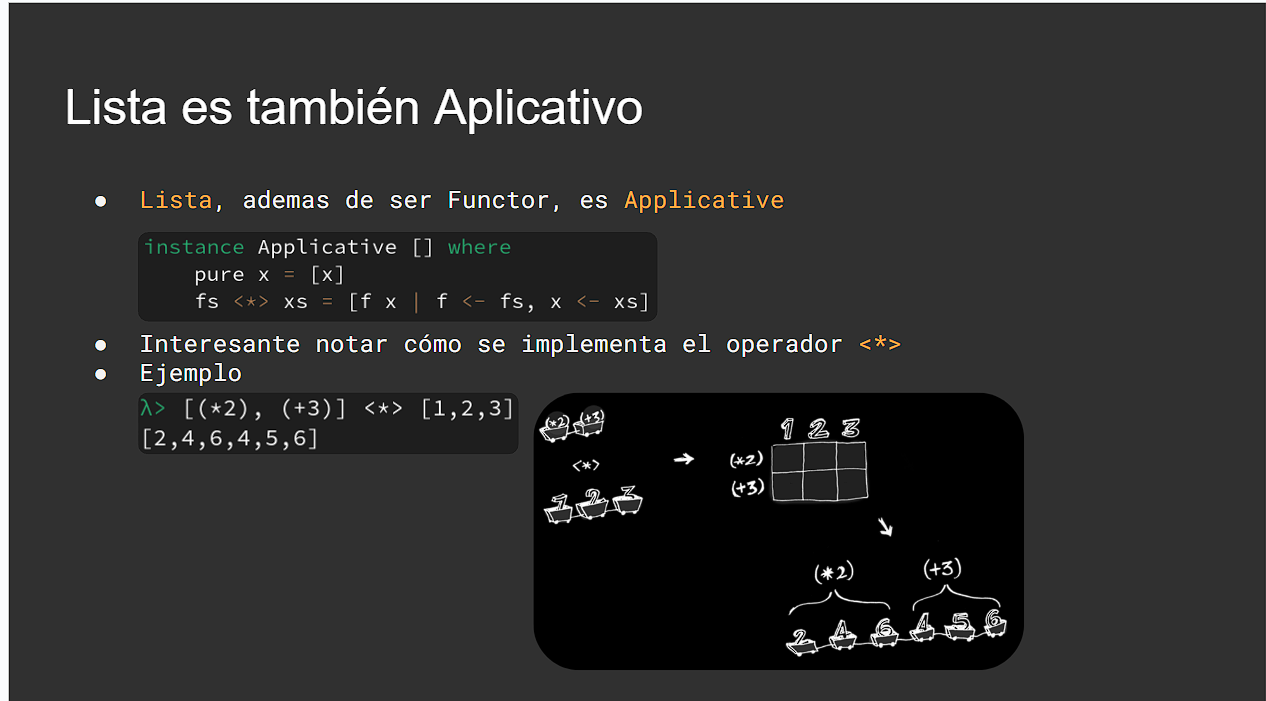 Lista es también Aplicativo
● Lista, ademas de ser Functor, es Applicative
instance Applicative [] where
    pure x = [x]
    fs <*> xs = [f x | f <- fs, x <- xs]
● Interesante notar cómo se implementa el operador <*>
● Ejemplo
λ> [(*2), (+3)] <*> [1,2,3]
[2,4,6,4,5,6]
(*2) (+3)
<*>
1 2 3
→
1 2 3
(*2)
(+3)
(*2) (+3)
2 4 6 4 5 6